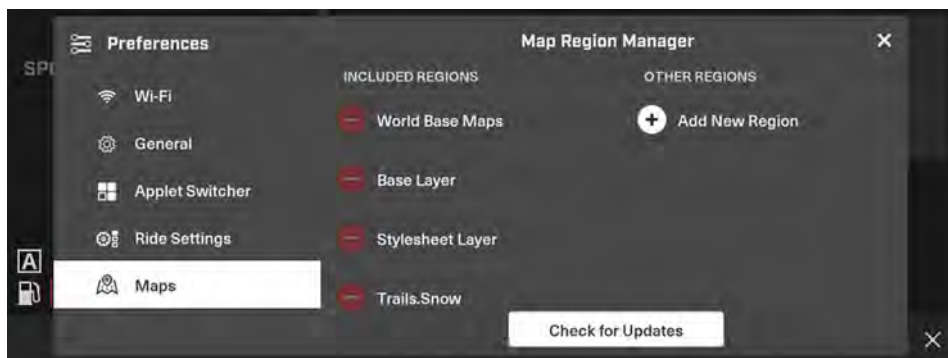 Preferences
Map Region Manager
SPE
Wi-Fi
General
Applet Switcher
Ride Settings
Maps
INCLUDED REGIONS
World Base Maps
Base Layer
Stylesheet Layer
Trails.Snow
OTHER REGIONS
Add New Region
Check for Updates
A